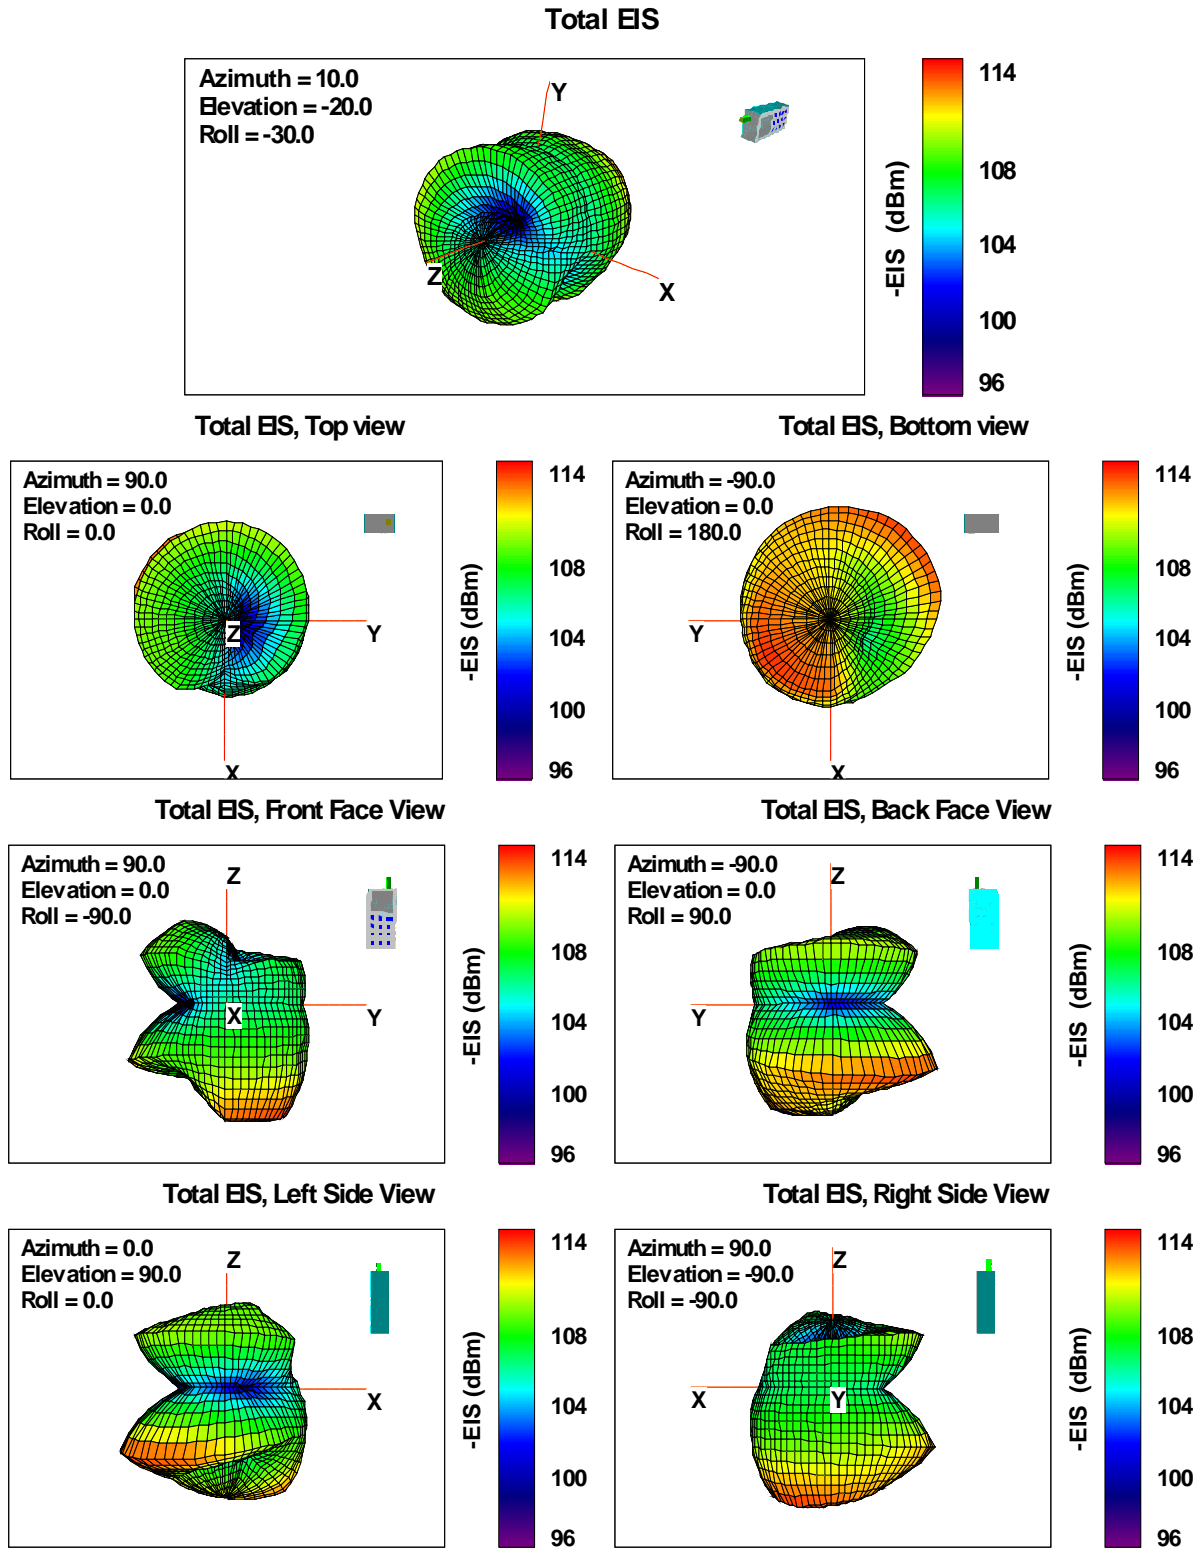 Total EIS
Azimuth = 10.0
Elevation = -20.0
Roll = -30.0
Y
Z
X
-EIS (dBm)
114
108
104
100
96
Total EIS, Top view
Azimuth = 90.0
Elevation = 0.0
Roll = 0.0
Z
Y
X
-EIS (dBm)
114
108
104
100
96
Total EIS, Bottom view
Azimuth = -90.0
Elevation = 0.0
Roll = 180.0
Y
X
-EIS (dBm)
114
108
104
100
96
Total EIS, Front Face View
Azimuth = 90.0
Elevation = 0.0
Roll = -90.0
Z
X
Y
-EIS (dBm)
114
108
104
100
96
Total EIS, Back Face View
Azimuth = -90.0
Elevation = 0.0
Roll = 90.0
Z
Y
-EIS (dBm)
114
108
104
100
96
Total EIS, Left Side View
Azimuth = 0.0
Elevation = 90.0
Roll = 0.0
Z
X
-EIS (dBm)
114
108
104
100
96
Total EIS, Right Side View
Azimuth = 90.0
Elevation = -90.0
Roll = -90.0
Z
X
Y
-EIS (dBm)
114
108
104
100
96